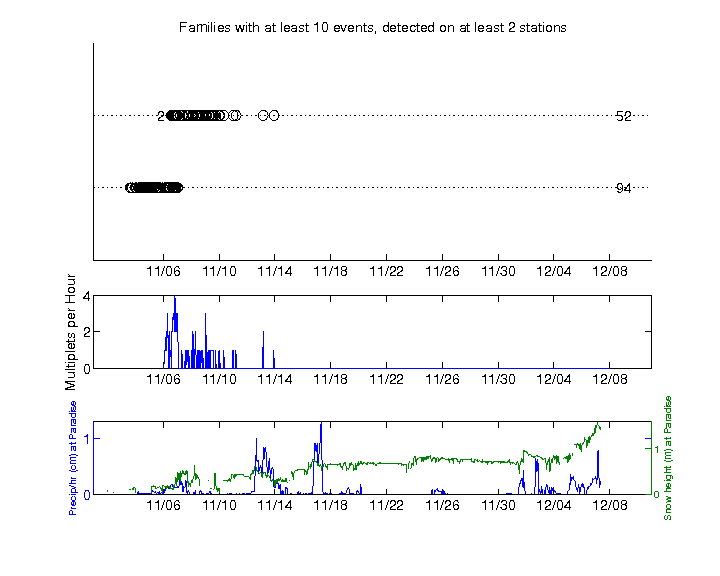 Families with at least 10 events, detected on at least 2 stations
2 52
94
11/06 11/10 11/14 11/18 11/22 11/26 11/30 12/04 12/08
Multiplets per Hour
4
2
0
11/06 11/10 11/14 11/18 11/22 11/26 11/30 12/04 12/08
Precip/hr (cm) at Paradise
1
0
Snow height (m) at Paradise
1
0
11/06 11/10 11/14 11/18 11/22 11/26 11/30 12/04 12/08